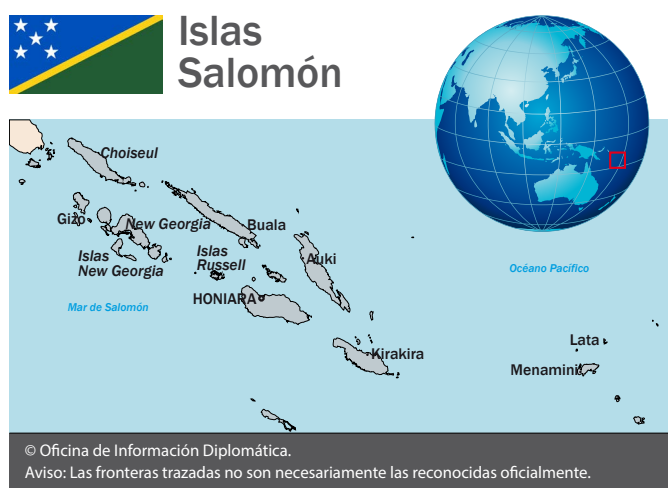 Islas
Salomón
Choiseul
Gizo
New Georgia
Buala
Islas
New Georgia
Islas
Russell
Auki
Océano Pacífico
HONIARA
Mar de Salomón
Lata
Kirakira
Menamini
© Oficina de Información Diplomática.
Aviso: Las fronteras trazadas no son necesariamente las reconocidas oficialmente.